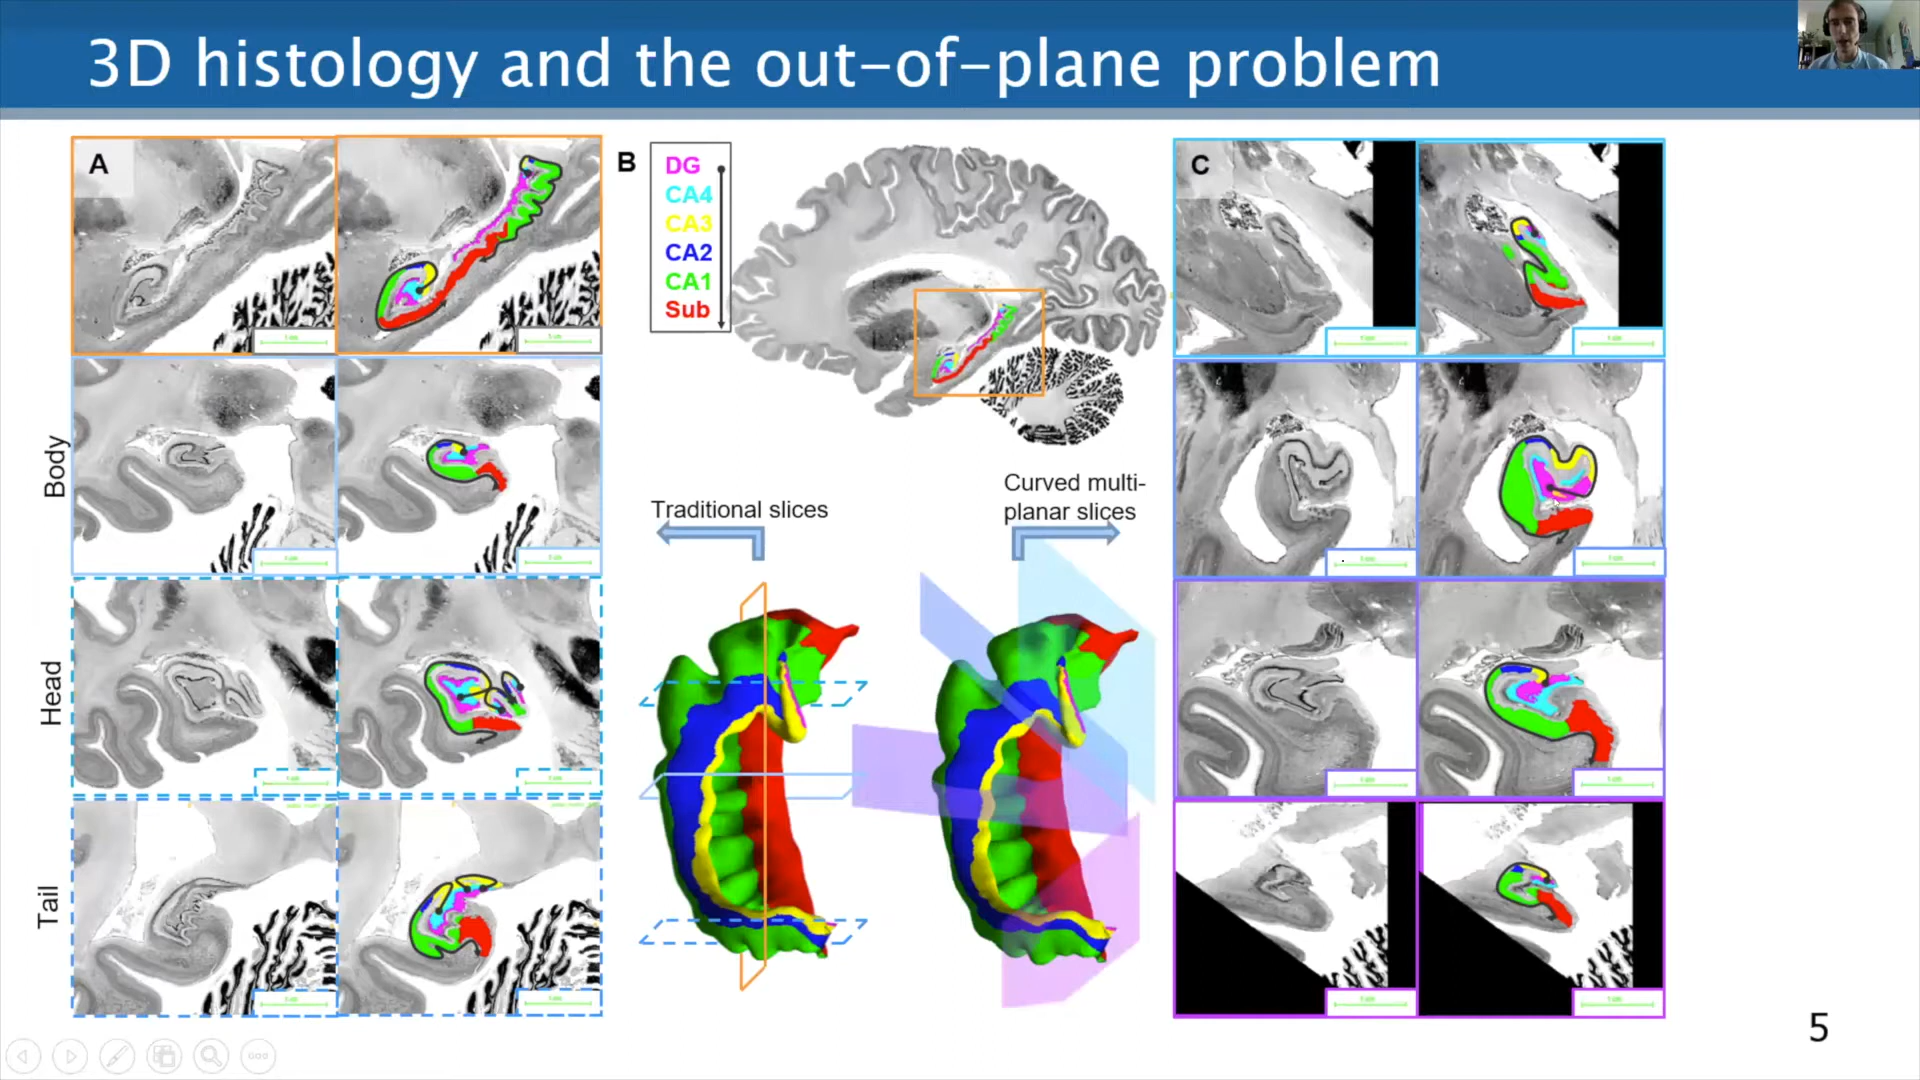 3D histology and the out-of-plane problem
A
Body
Head
Tail
B
DG
CA4
CA3
CA2
CA1
Sub
Traditional slices
Curved multi-
planar slices
C
5